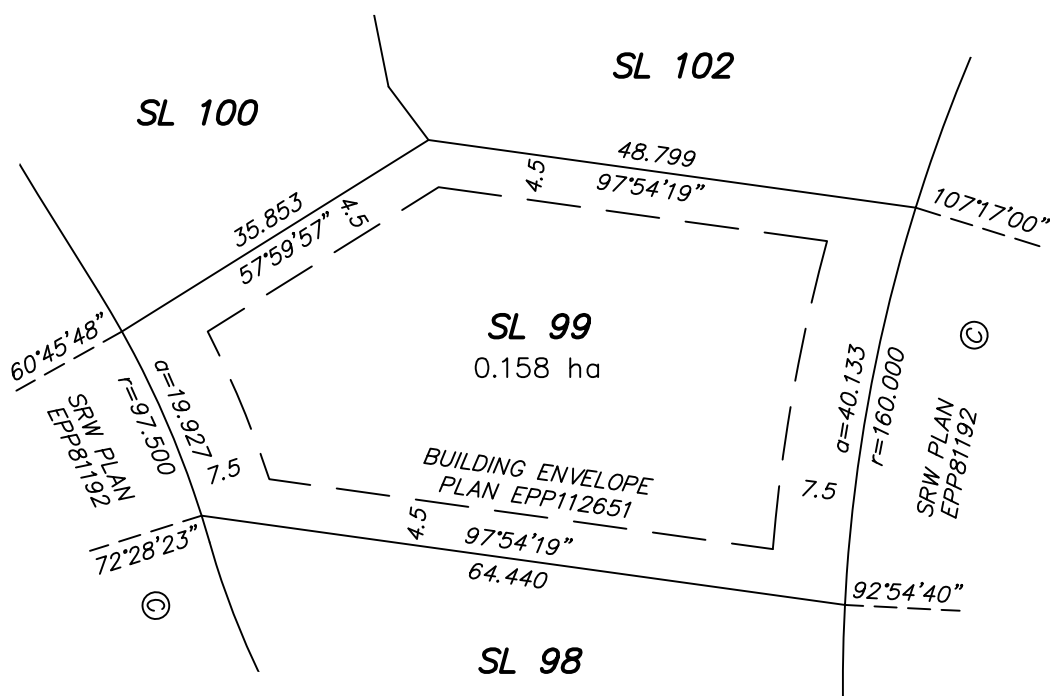 SL 102
SL 100
48.799
97°54'19"
4.5
107°17'00"
35.853
57°59'57"
4.5
60°45'48"
SL 99
0.158 ha
©
a=19.927
r=97.500
a=40.133
r=160.000
SRW PLAN
EPP81192
SRW PLAN
EPP81192
7.5
BUILDING ENVELOPE
PLAN EPP112651
7.5
4.5
97°54'19"
64.440
72°28'23"
92°54'40"
©
SL 98